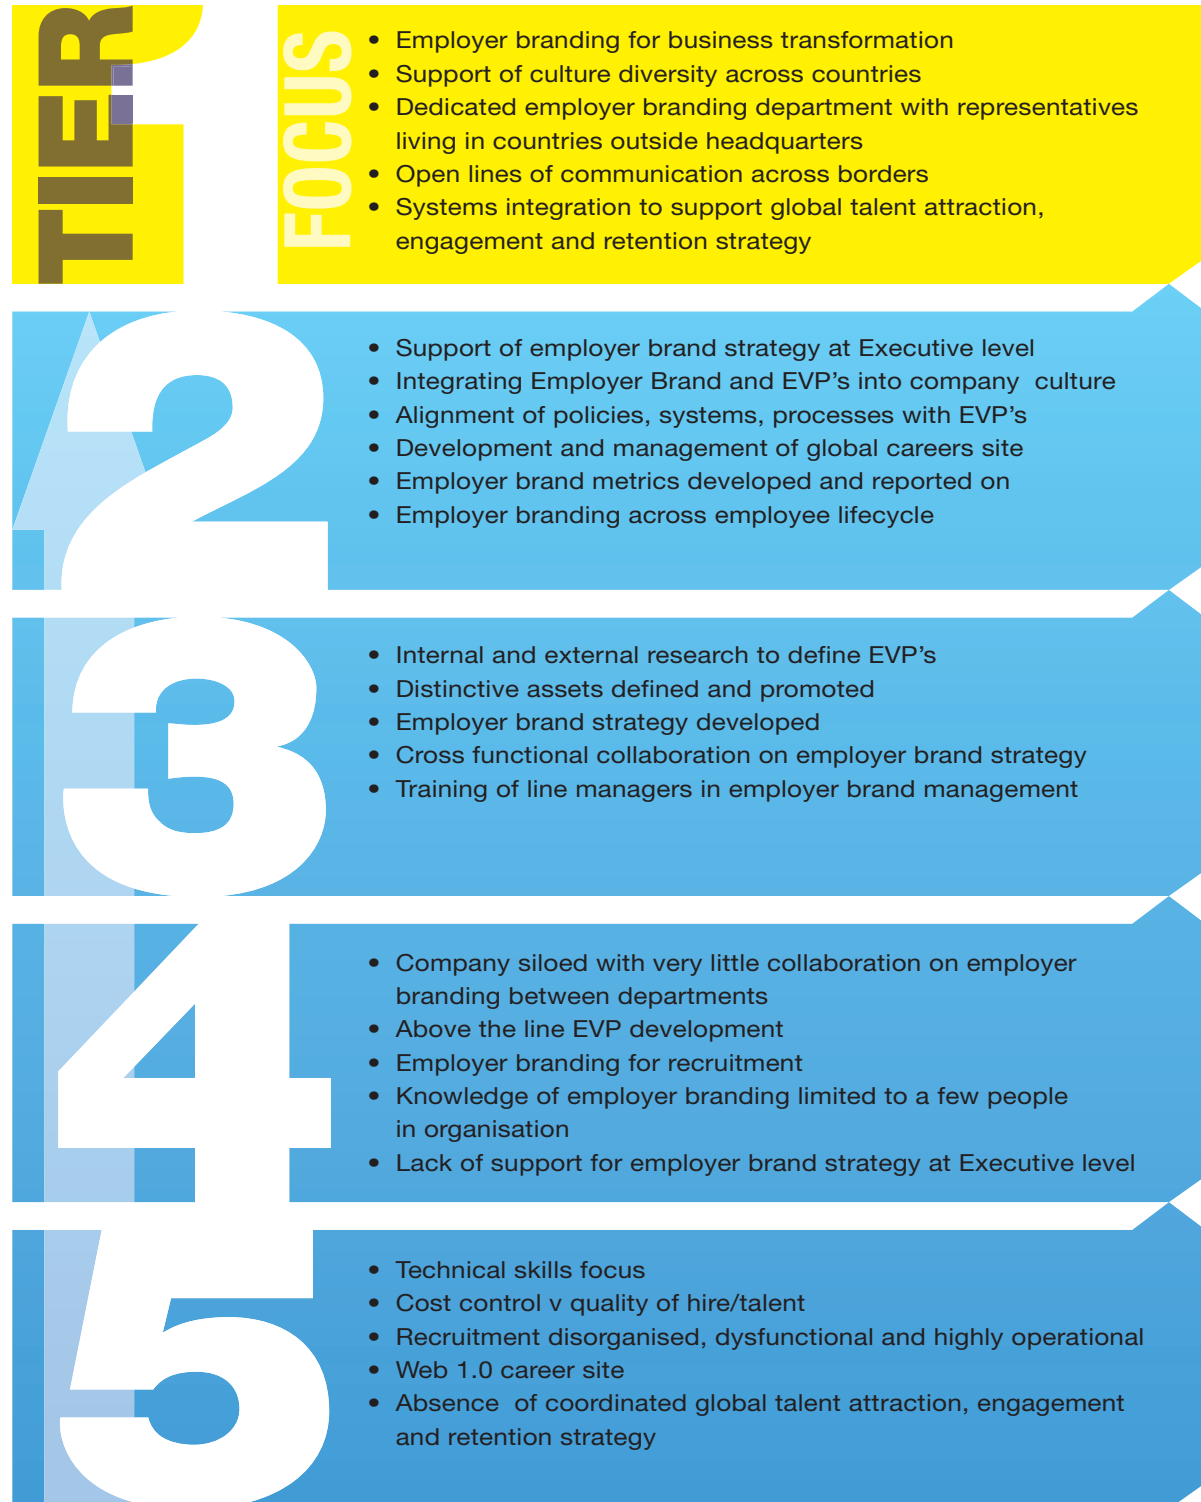 TIER
1
FOCUS
• Employer branding for business transformation
• Support of culture diversity across countries
• Dedicated employer branding department with representatives
living in countries outside headquarters
• Open lines of communication across borders
• Systems integration to support global talent attraction,
engagement and retention strategy
2
• Support of employer brand strategy at Executive level
• Integrating Employer Brand and EVP's into company  culture
• Alignment of policies, systems, processes with EVP's
• Development and management of global careers site
• Employer brand metrics developed and reported on
• Employer branding across employee lifecycle
3
• Internal and external research to define EVP's
• Distinctive assets defined and promoted
• Employer brand strategy developed
• Cross functional collaboration on employer brand strategy
• Training of line managers in employer brand management
4
• Company siloed with very little collaboration on employer
branding between departments
• Above the line EVP development
• Employer branding for recruitment
• Knowledge of employer branding limited to a few people
in organisation
• Lack of support for employer brand strategy at Executive level
5
• Technical skills focus
• Cost control v quality of hire/talent
• Recruitment disorganised, dysfunctional and highly operational
• Web 1.0 career site
• Absence  of coordinated global talent attraction, engagement
and retention strategy